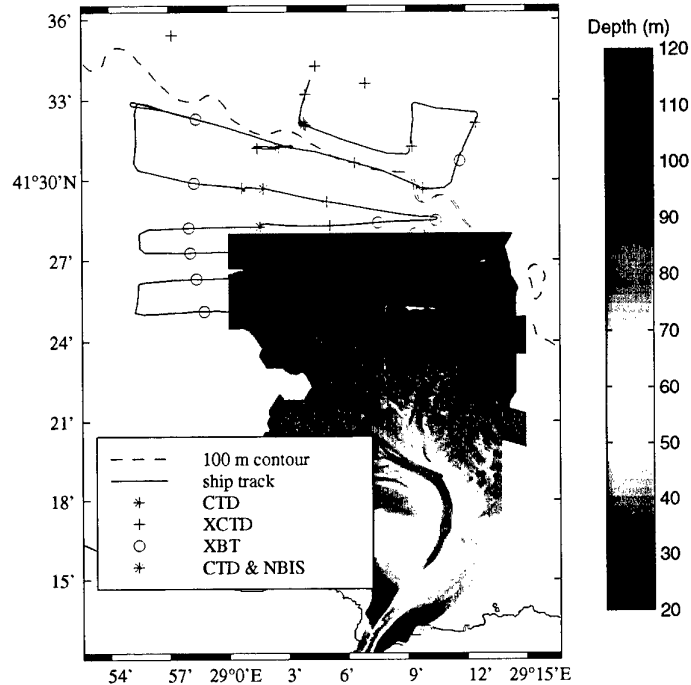 Depth (m)
36'
33'
41°30'N
27'
24'
21'
18'
15'
120
110
100
90
80
70
60
50
40
30
20
100 m contour
ship track
CTD
XCTD
XBT
CTD & NBIS
54' 57' 29°0'E 3' 6' 9' 12' 29°15'E